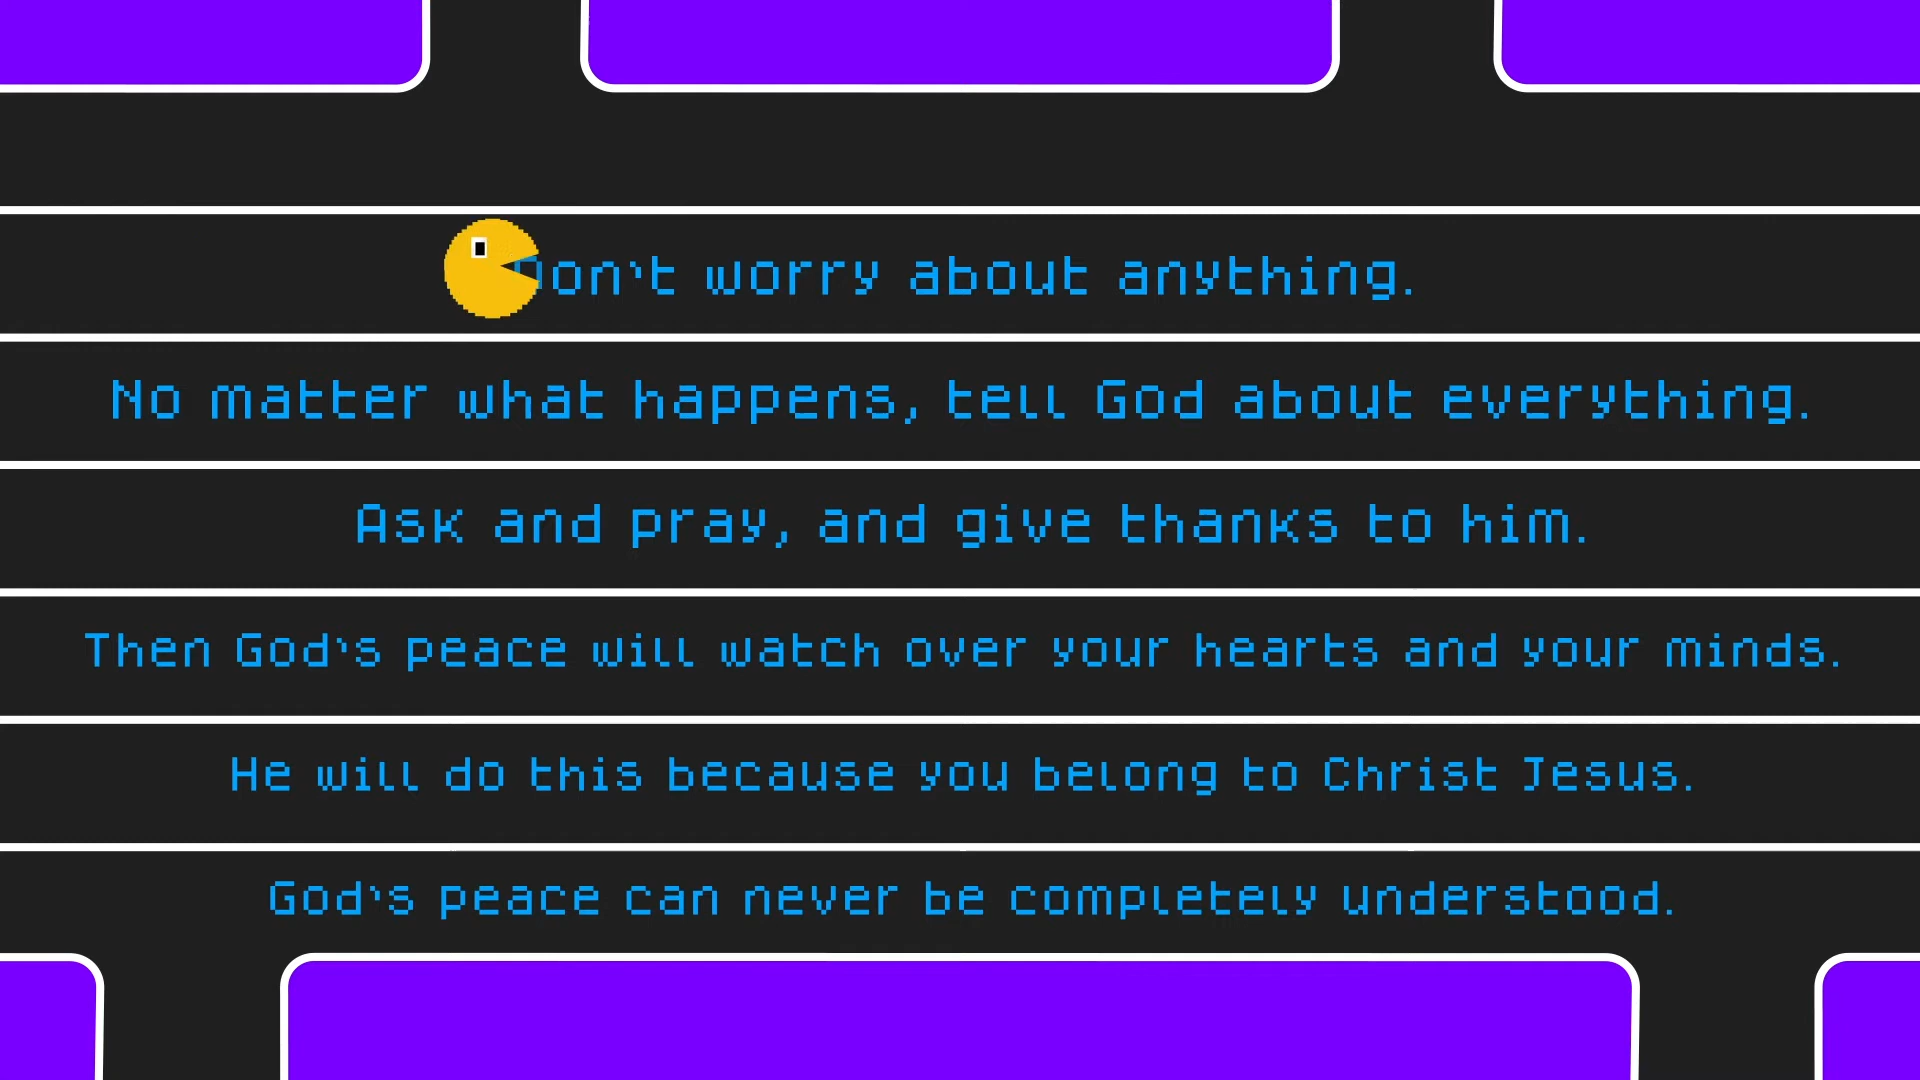 Don't worry about anything.
No matter what happens, tell God about everything.
Ask and pray, and give thanks to him.
Then God's peace will watch over your hearts and your minds.
He will do this because you belong to Christ Jesus.
God's peace can never be completely understood.